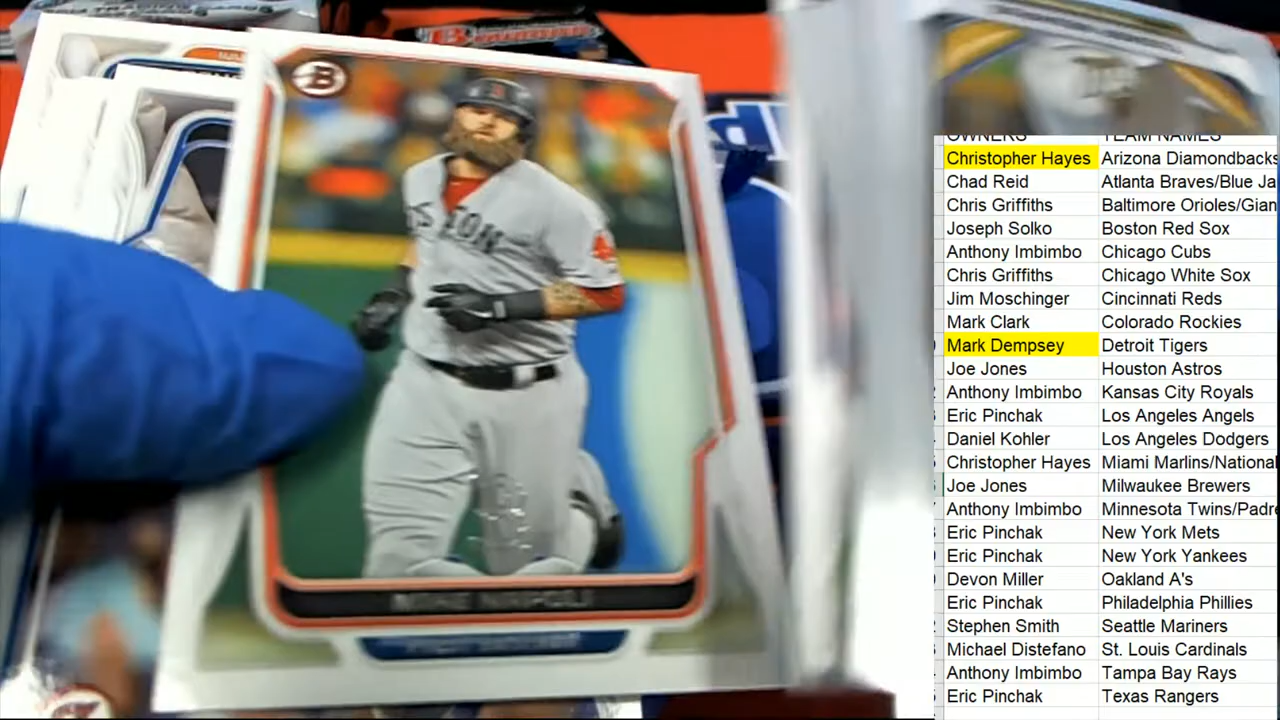 B
Bowman
STON
MIKE NAPOLI
OWNERS TEAM NAMES
Christopher Hayes Arizona Diamondbacks
Chad Reid Atlanta Braves/Blue Ja
Chris Griffiths Baltimore Orioles/Gian
Joseph Solko Boston Red Sox
Anthony Imbimbo Chicago Cubs
Chris Griffiths Chicago White Sox
Jim Moschinger Cincinnati Reds
Mark Clark Colorado Rockies
Mark Dempsey Detroit Tigers
Joe Jones Houston Astros
Anthony Imbimbo Kansas City Royals
Eric Pinchak Los Angeles Angels
Daniel Kohler Los Angeles Dodgers
Christopher Hayes Miami Marlins/National
Joe Jones Milwaukee Brewers
Anthony Imbimbo Minnesota Twins/Padre
Eric Pinchak New York Mets
Eric Pinchak New York Yankees
Devon Miller Oakland A's
Eric Pinchak Philadelphia Phillies
Stephen Smith Seattle Mariners
Michael Distefano St. Louis Cardinals
Anthony Imbimbo Tampa Bay Rays
Eric Pinchak Texas Rangers